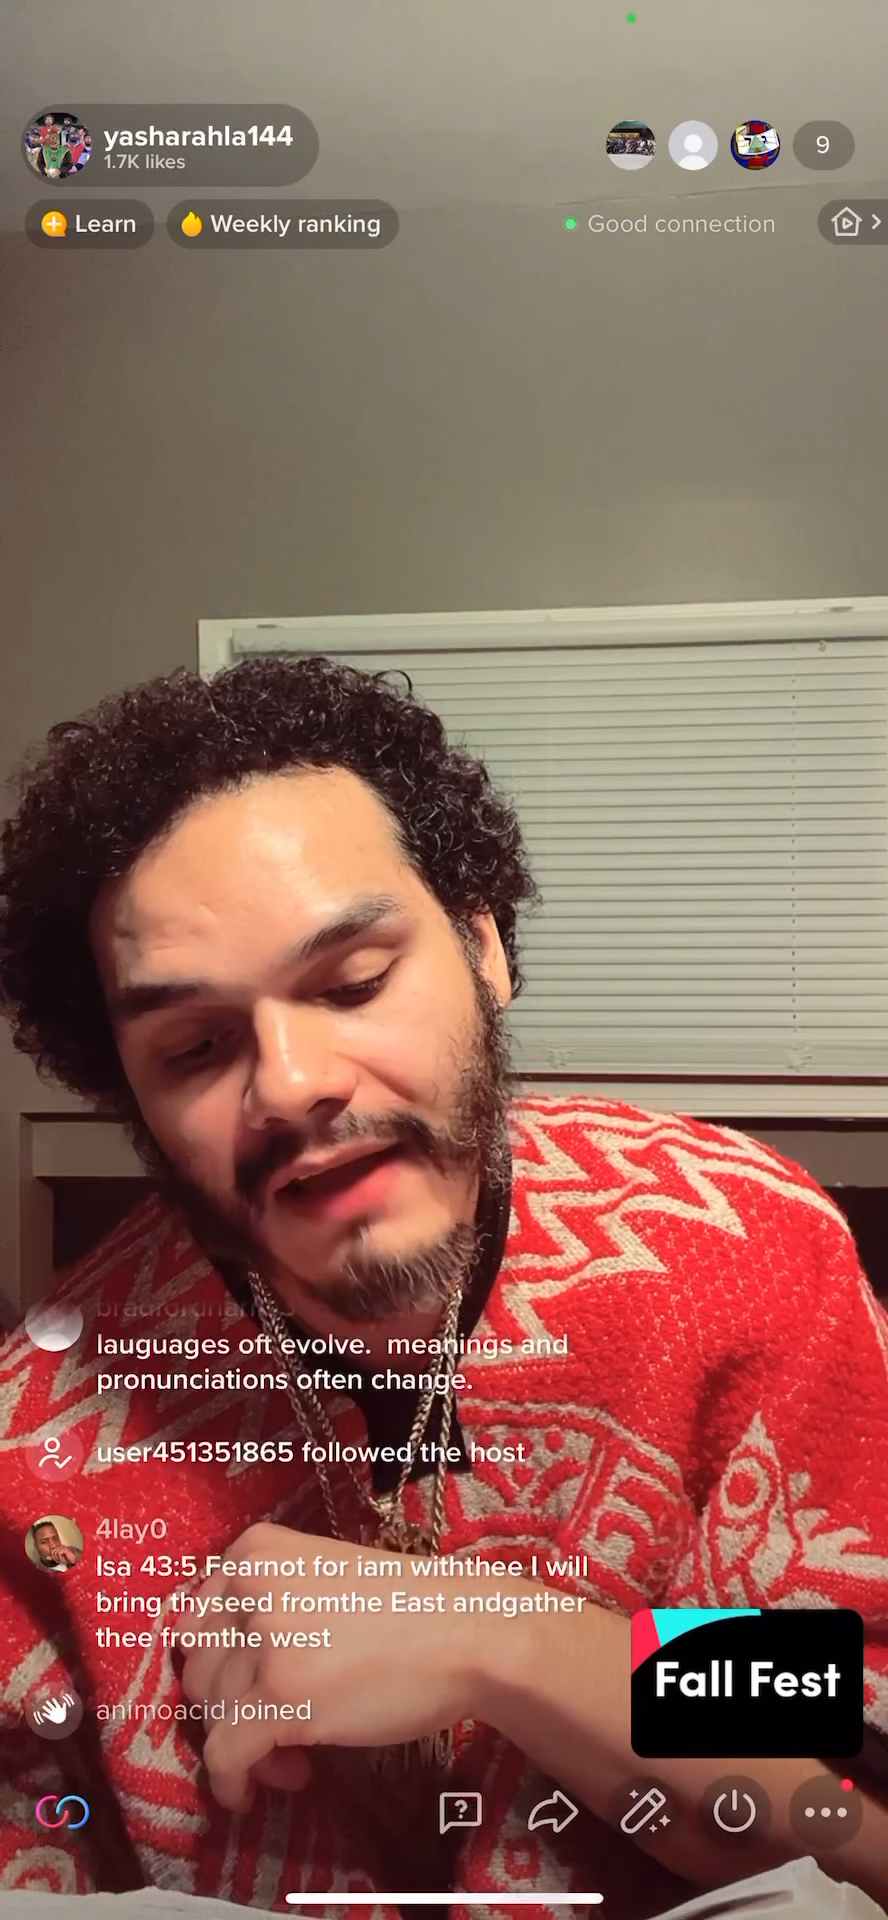 yasharahla144
1.7K likes
9
Learn
Weekly ranking
Good connection
lauguages oft evolve.  meanings and
pronunciations often change.
user451351865 followed the host
4lay0
Isa 43:5 Fearnot for iam withthee I will
bring thyseed fromthe East andgather
thee fromthe west
animoacid joined
Fall Fest
?